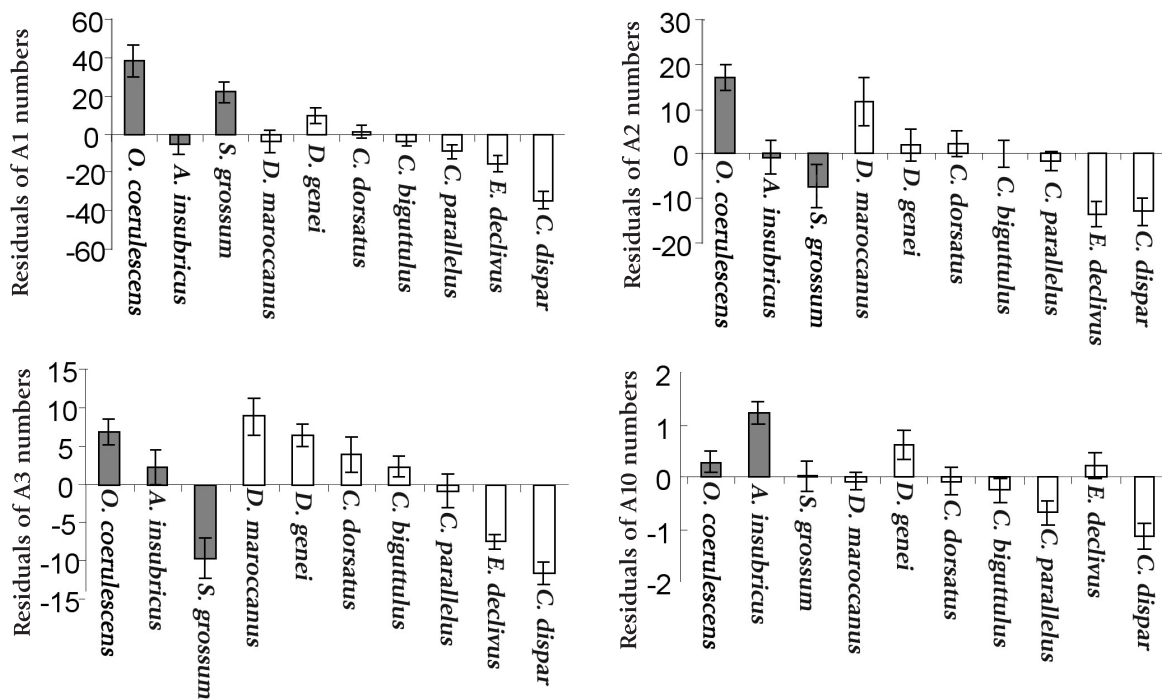 Residuals of A1 numbers
60
40
20
0
-20
-40
-60
O. coerulescens
A. insubricus
S. grossum
D. maroccanus
D. genei
C. dorsatus
C. biguttulus
C. parallelus
E. declivus
C. dispar
Residuals of A2 numbers
30
20
10
0
-10
-20
O. coerulescens
A. insubricus
S. grossum
D. maroccanus
D. genei
C. dorsatus
C. biguttulus
C. parallelus
E. declivus
C. dispar
Residuals of A3 numbers
15
10
5
0
-5
-10
-15
O. coerulescens
A. insubricus
S. grossum
D. maroccanus
D. genei
C. dorsatus
C. biguttulus
C. parallelus
E. declivus
C. dispar
Residuals of A10 numbers
2
1
0
-1
-2
O. coerulescens
A. insubricus
S. grossum
D. maroccanus
D. genei
C. dorsatus
C. biguttulus
C. parallelus
E. declivus
C. dispar